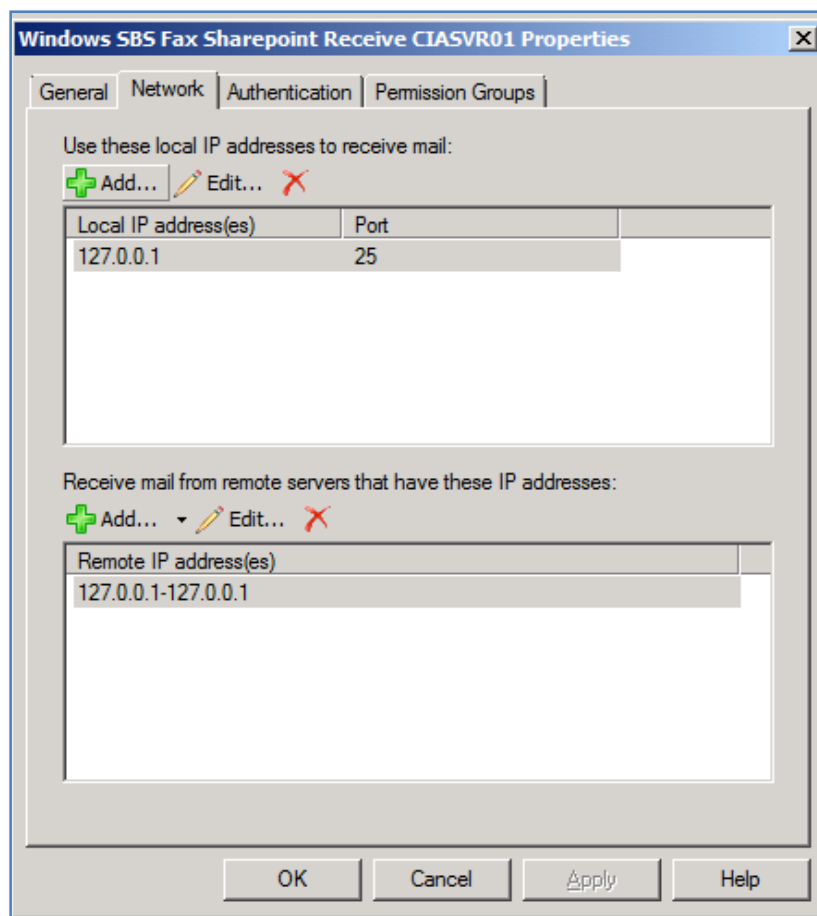 Windows SBS Fax Sharepoint Receive CIASVR01 Properties
General Network Authentication Permission Groups
Use these local IP addresses to receive mail:
Add... Edit...
Local IP address(es) Port
127.0.0.1 25
Receive mail from remote servers that have these IP addresses:
Add... Edit...
Remote IP address(es)
127.0.0.1-127.0.0.1
OK Cancel Apply Help